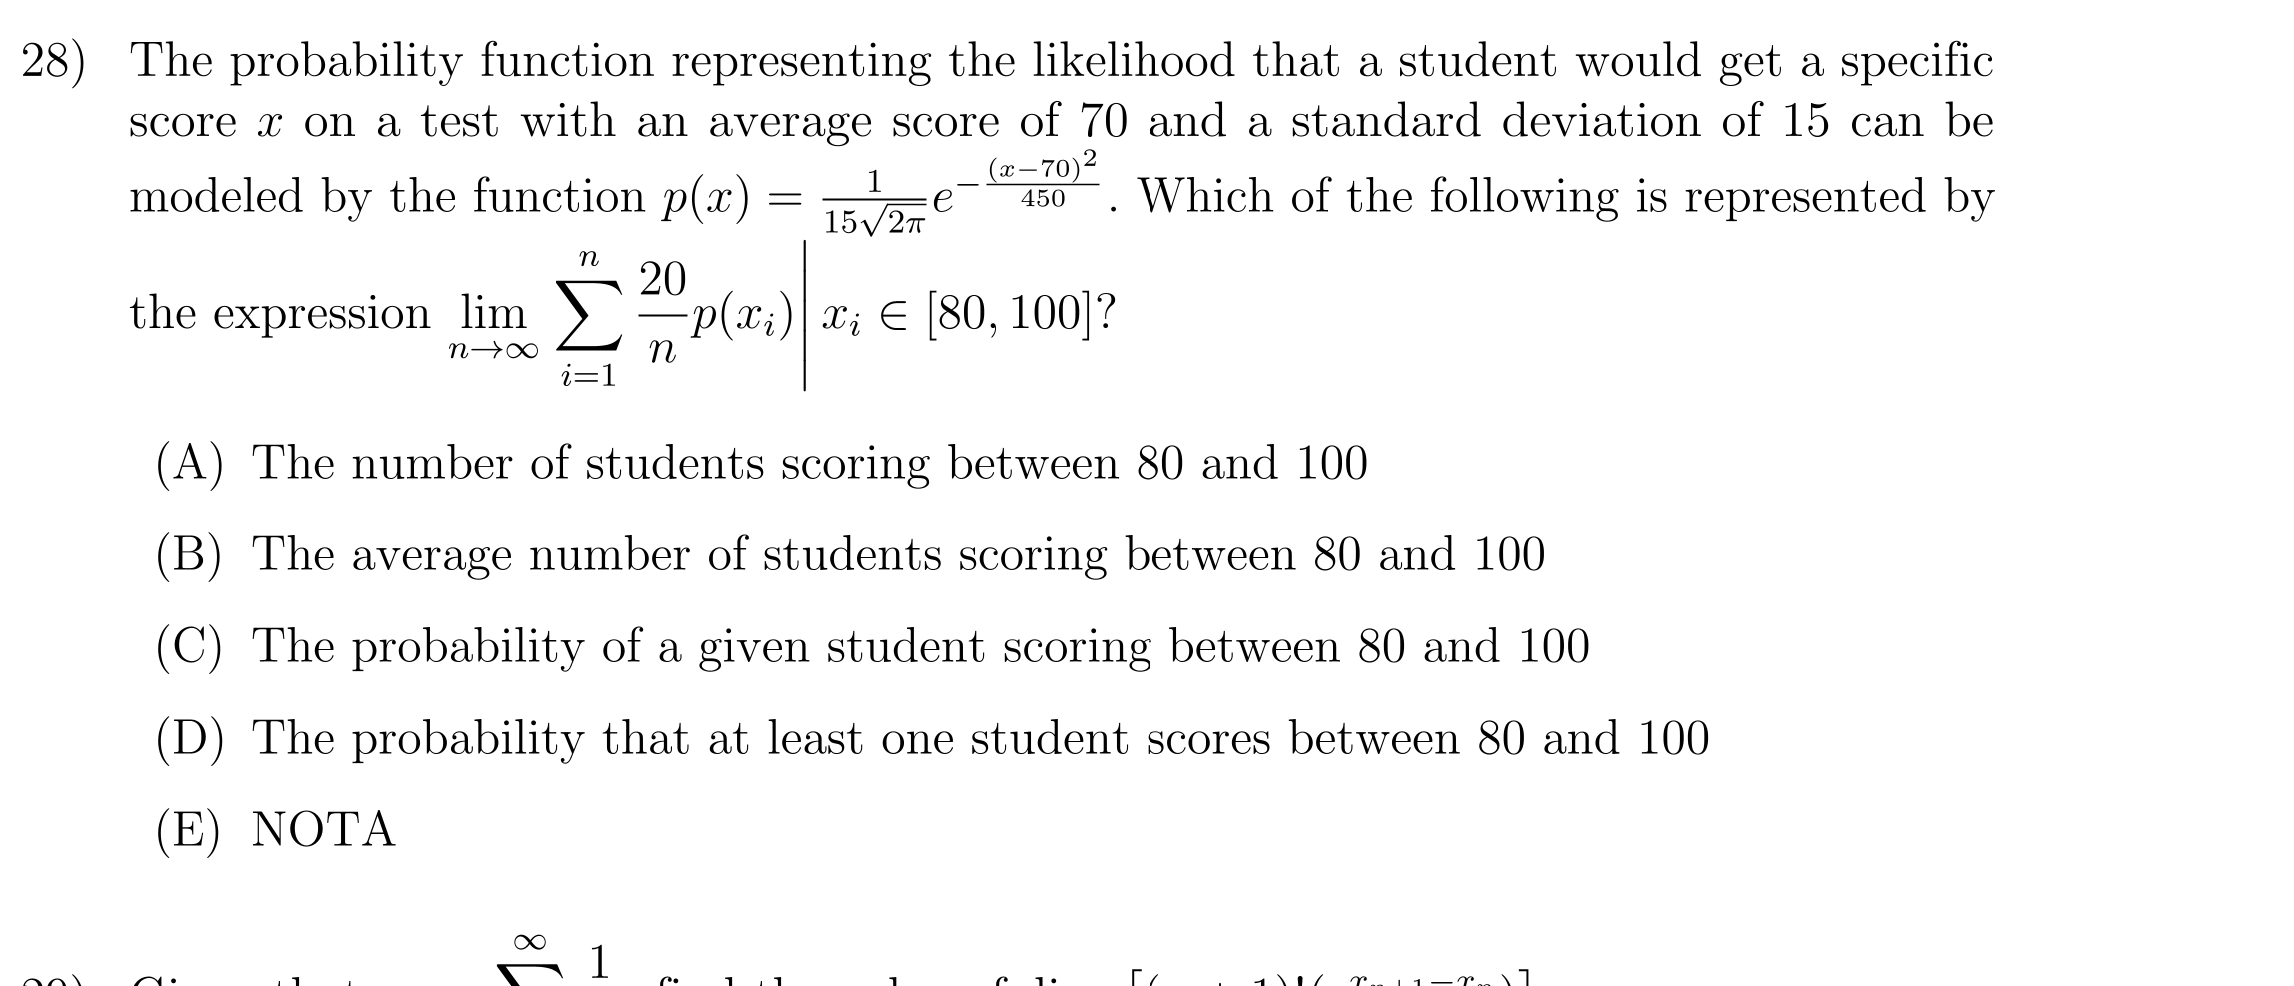 28) The probability function representing the likelihood that a student would get a specific
score x on a test with an average score of 70 and a standard deviation of 15 can be
modeled by the function p(x) = \frac{1}{15\sqrt{2\pi}}e^{-\frac{(x-70)^2}{450}}. Which of the following is represented by
the expression \lim_{n\to\infty} \sum_{i=1}^{n} \frac{20}{n}p(x_i)| x_i ∈ [80, 100]?
(A) The number of students scoring between 80 and 100
(B) The average number of students scoring between 80 and 100
(C) The probability of a given student scoring between 80 and 100
(D) The probability that at least one student scores between 80 and 100
(E) NOTA